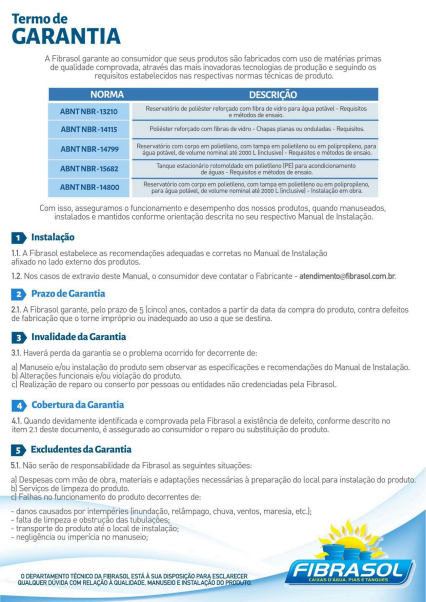 Termo de
GARANTIA
A Fibrasol garante ao consumidor que seus produtos são fabricados com uso de matérias primas
de qualidade comprovada, através das mais inovadoras tecnologias de produção e seguindo os
requisitos estabelecidos nas respectivas normas técnicas de produto.
NORMA DESCRIÇÃO
ABNT NBR -13210 Reservatório de poliéster reforçado com fibra de vidro para água potável - Requisitos
e métodos de ensaio.
ABNT NBR -14115 Poliéster reforçado com fibras de vidro - Chapas planas ou onduladas - Requisitos.
ABNT NBR -14799 Reservatório com corpo em polietileno, com tampa em polietileno ou em polipropileno, para
água potável, de volume nominal até 2000 L (inclusive) - Requisitos e métodos de ensaio.
ABNT NBR -15682 Tanque estacionário rotomoldado em polietileno (PE) para acondicionamento
de águas - Requisitos e métodos de ensaio.
ABNT NBR -14800 Reservatório com corpo em polietileno, com tampa em polietileno ou em polipropileno,
para água potável, de volume nominal até 2000 L (inclusive) - Instalação em obra.
Com isso, asseguramos o funcionamento e desempenho dos nossos produtos, quando manuseados,
instalados e mantidos conforme orientação descrita no seu respectivo Manual de Instalação.
1 Instalação
1.1. A Fibrasol estabelece as recomendações adequadas e corretas no Manual de Instalação
afixado no lado externo dos produtos.
1.2. Nos casos de extravio deste Manual, o consumidor deve contatar o Fabricante - atendimento@fibrasol.com.br.
2 Prazo de Garantia
2.1. A Fibrasol garante, pelo prazo de 5 (cinco) anos, contados a partir da data da compra do produto, contra defeitos
de fabricação que o torne impróprio ou inadequado ao uso a que se destina.
3 Invalidade da Garantia
3.1. Haverá perda da garantia se o problema ocorrido for decorrente de:
a) Manuseio e/ou instalação do produto sem observar as especificações e recomendações do Manual de Instalação.
b) Alterações funcionais e/ou violação do produto.
c) Realização de reparo ou conserto por pessoas ou entidades não credenciadas pela Fibrasol.
4 Cobertura da Garantia
4.1. Quando devidamente identificada e comprovada pela Fibrasol a existência de defeito, conforme descrito no
item 2.1 deste documento, é assegurado ao consumidor o reparo ou substituição do produto.
5 Excludentes da Garantia
5.1. Não serão de responsabilidade da Fibrasol as seguintes situações:
a) Despesas com mão de obra, materiais e adaptações necessárias à preparação do local para instalação do produto.
b) Serviços de limpeza do produto.
c) Falhas no funcionamento do produto decorrentes de:
- danos causados por intempéries (inundação, relâmpago, chuva, ventos, maresia, etc.);
- falta de limpeza e obstrução das tubulações;
- transporte do produto até o local de instalação;
- negligência ou imperícia no manuseio;
O DEPARTAMENTO TÉCNICO DA FIBRASOL ESTÁ À SUA DISPOSIÇÃO PARA ESCLARECER
QUALQUER DÚVIDA COM RELAÇÃO À QUALIDADE, MANUSEIO E INSTALAÇÃO DO PRODUTO.
FIBRASOL
CAIXAS D'ÁGUA, PIAS E TANQUES